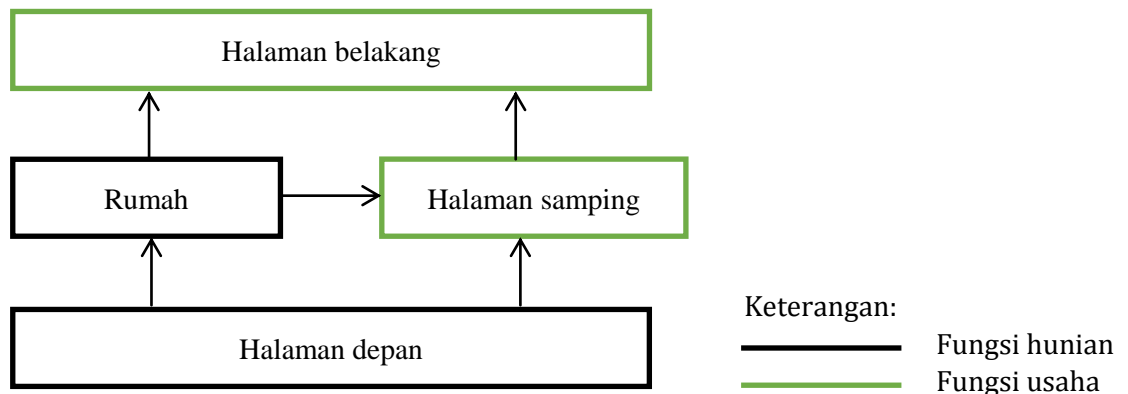 Halaman belakang
Rumah
Halaman samping
Halaman depan
Keterangan:
Fungsi hunian
Fungsi usaha